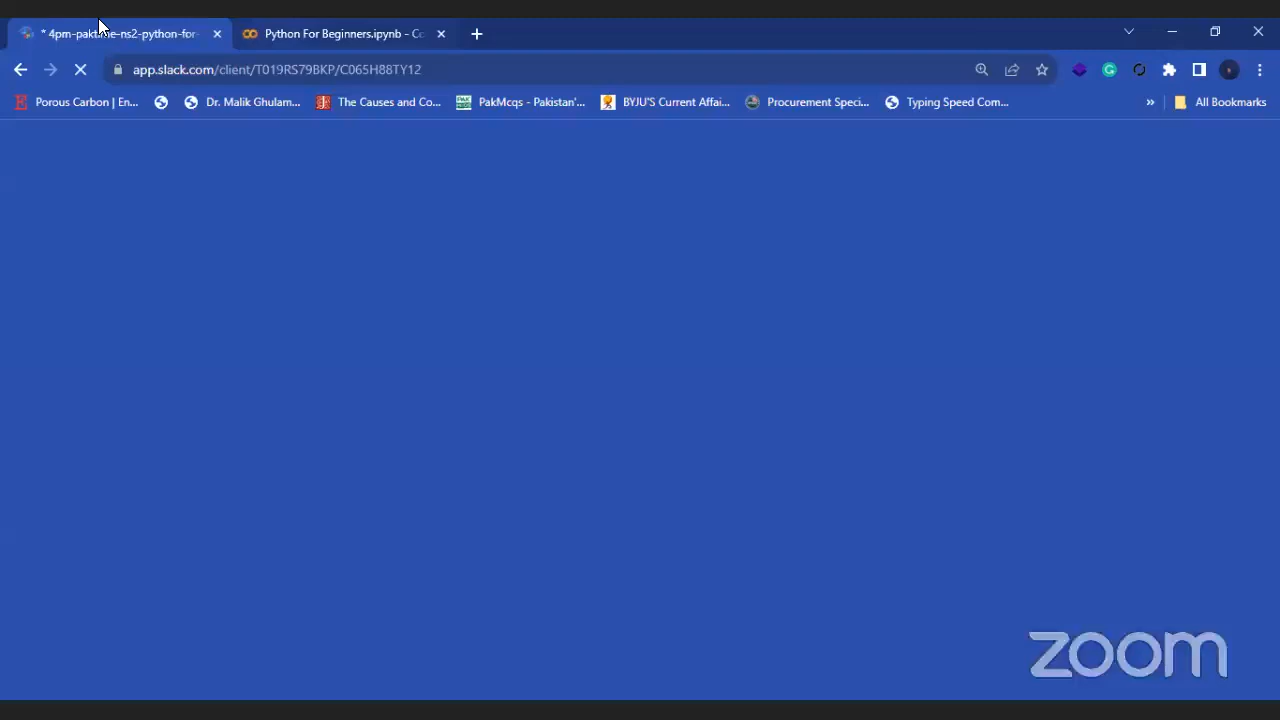 * 4pm-paktime-ns2-python-for-
Python For Beginners.ipynb - Co
app.slack.com/client/T019RS79BKP/C065H88TY12
Porous Carbon | En...
Dr. Malik Ghulam...
The Causes and Co...
PakMcqs - Pakistan'...
BYJU'S Current Affai...
Procurement Speci...
Typing Speed Com...
»
All Bookmarks
zoom